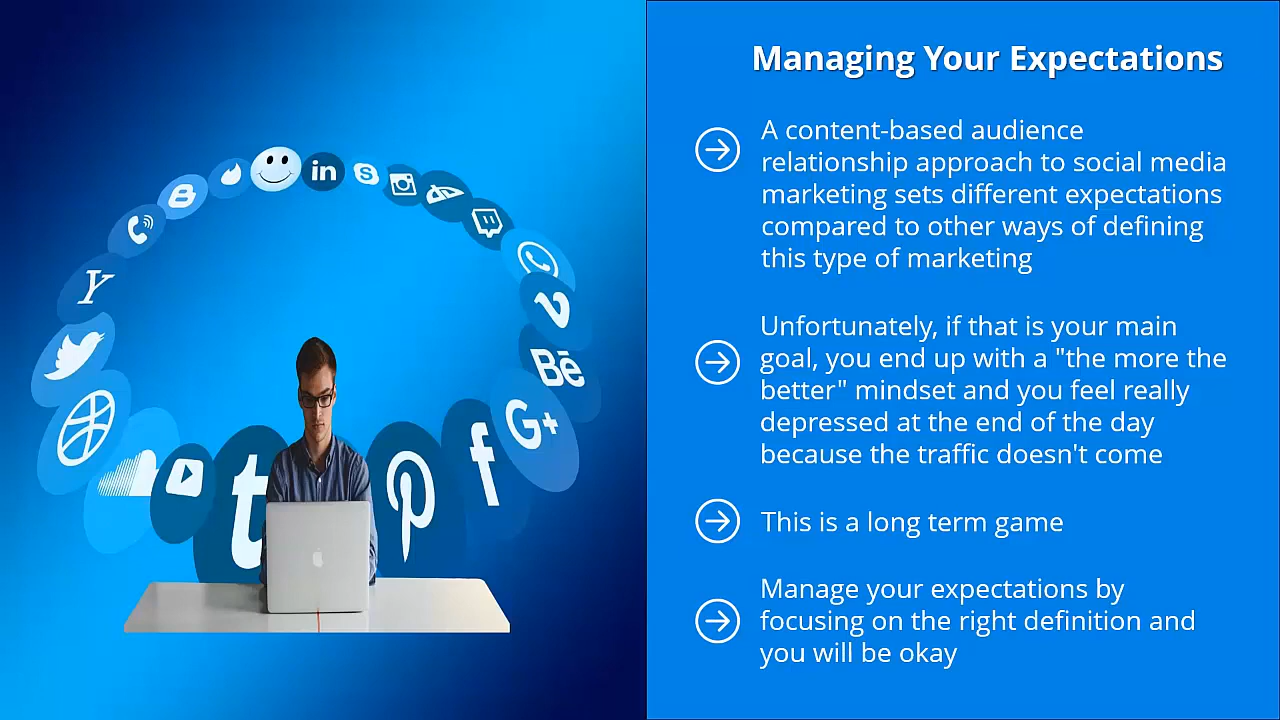 Managing Your Expectations
A content-based audience
relationship approach to social media
marketing sets different expectations
compared to other ways of defining
this type of marketing
Unfortunately, if that is your main
goal, you end up with a "the more the
better" mindset and you feel really
depressed at the end of the day
because the traffic doesn't come
This is a long term game
Manage your expectations by
focusing on the right definition and
you will be okay
in
S
B
Y
V
Bē
G+
t
P
f